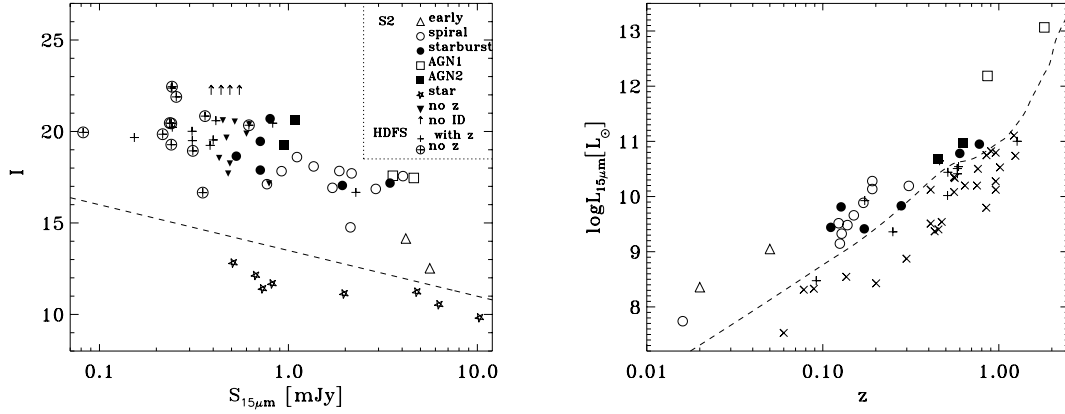 25
20
15
10
I
0.1
1.0
10.0
S15μm [mJy]
S2
early
spiral
starburst
AGN1
AGN2
star
no z
no ID
HDFS
with z
no z
13
12
11
10
9
8
logL15μm[L⊙]
0.01
0.10
1.00
z